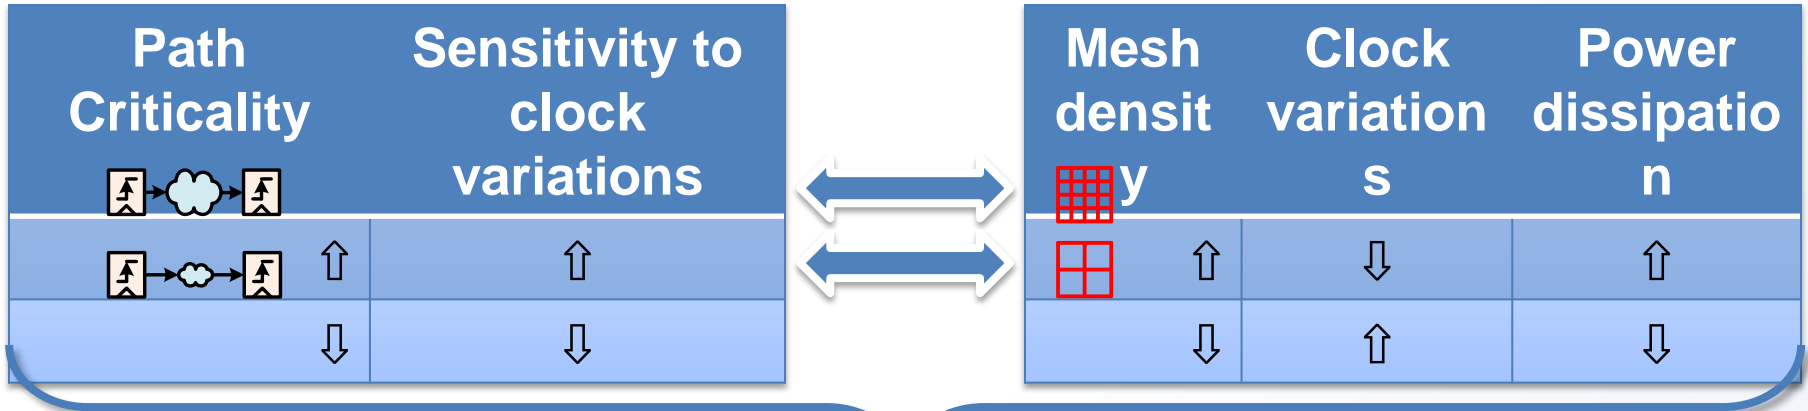 Path
Criticality
Sensitivity to
clock
variations
Mesh
densit
y
Clock
variation
s
Power
dissipatio
n
⇧ ⇧ ⇧ ⇩ ⇧
⇩ ⇩ ⇩ ⇧ ⇩